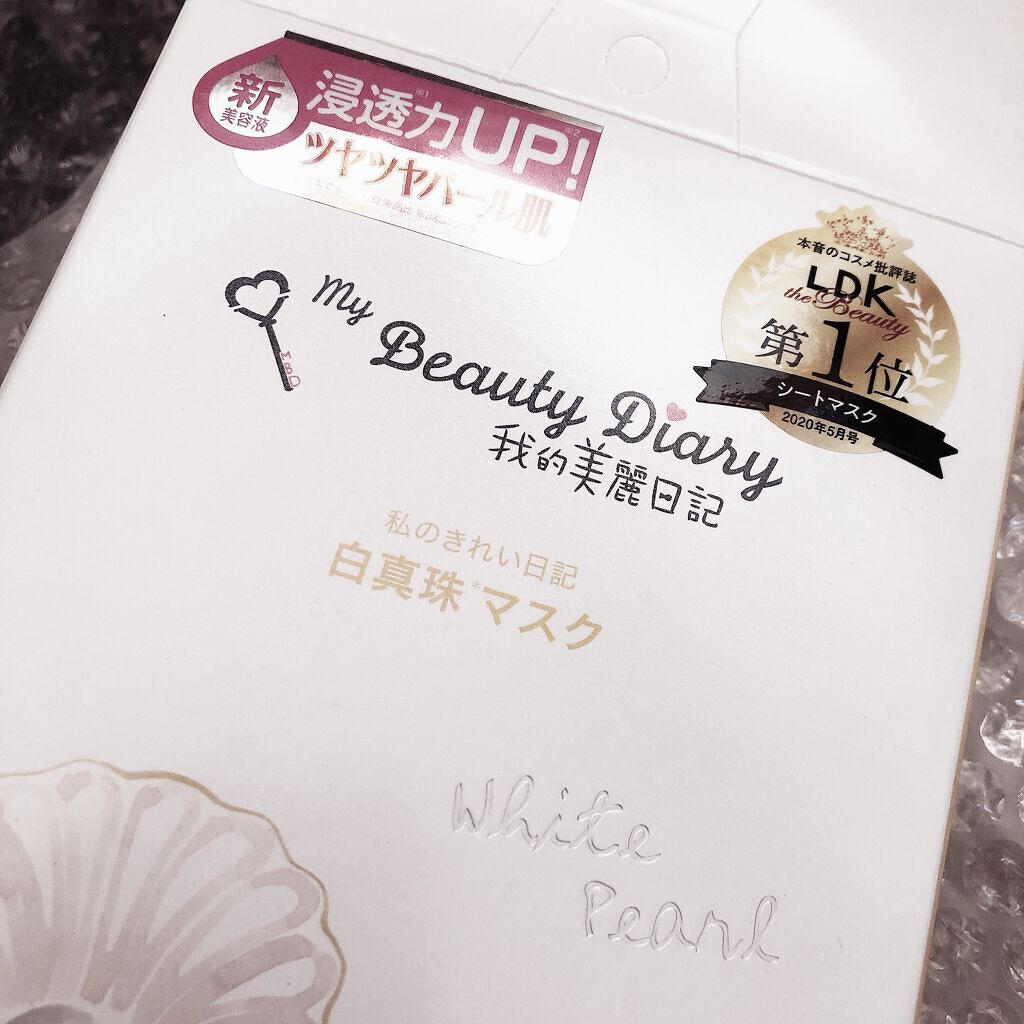 新
美容液
浸透力※1UP!※2
ツヤツヤパール肌
My
Beauty Diary
我的美麗日記
MBD
本音のコスメ批評誌
LDK
the Beauty
第1位
シートマスク
2020年5月号
私のきれい日記
白真珠*マスク
White
Pearl